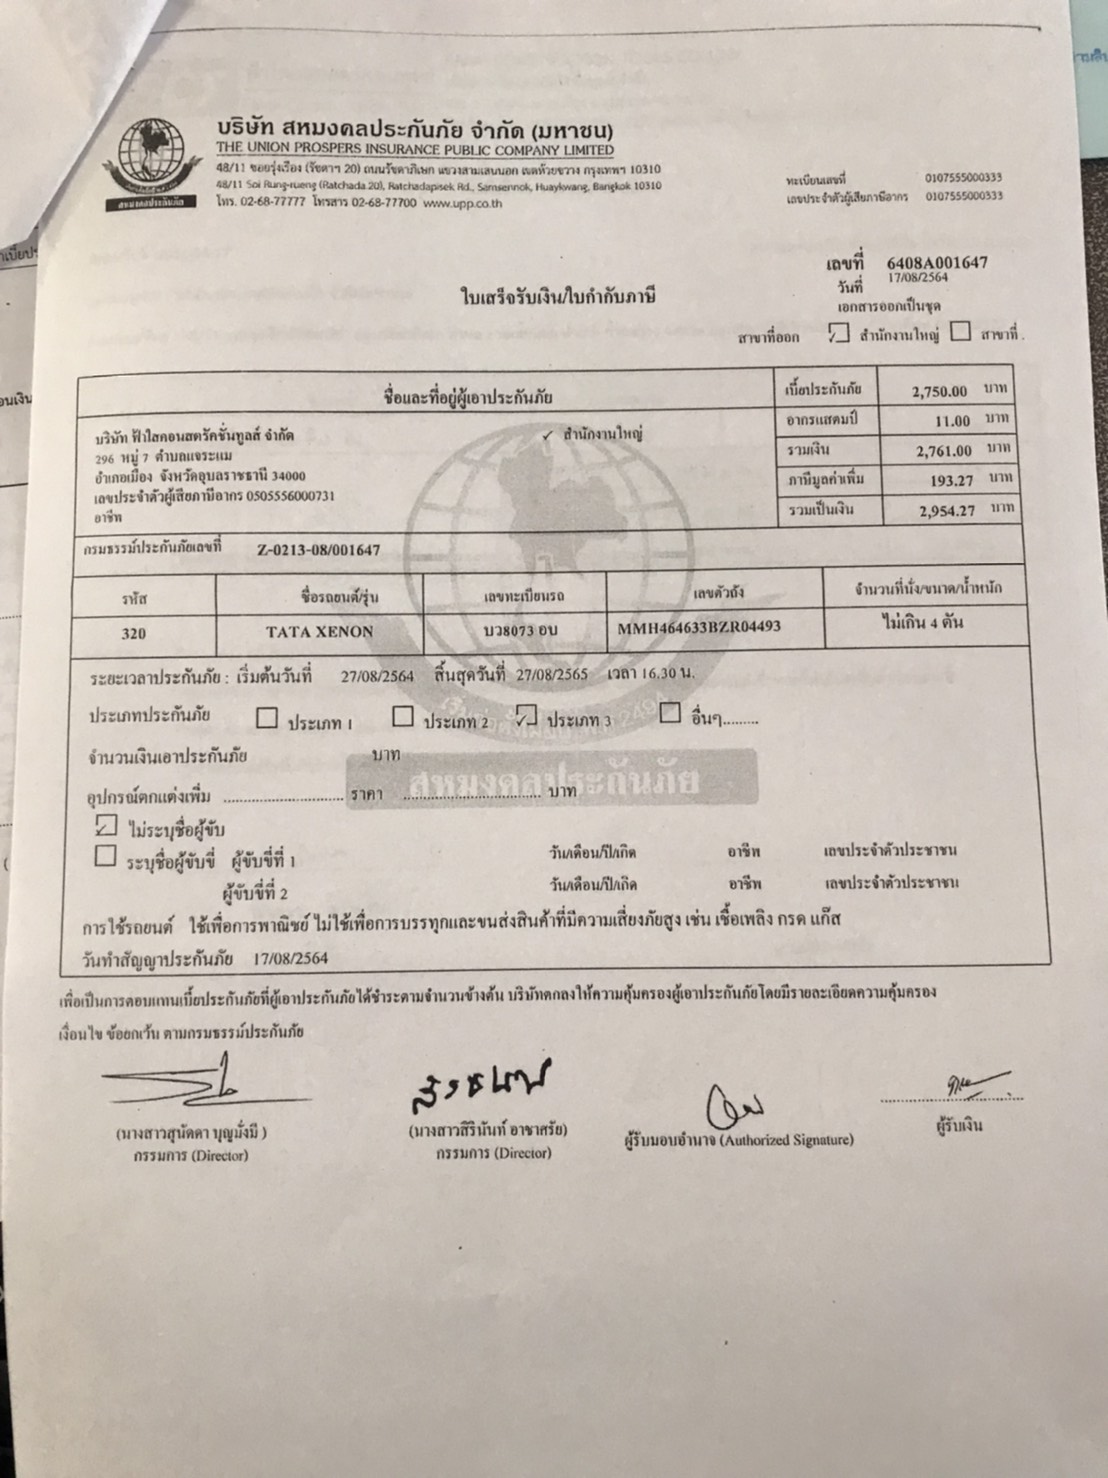 บริษัท สหมงคลประกันภัย จำกัด (มหาชน)
THE UNION PROSPERS INSURANCE PUBLIC COMPANY LIMITED
48/11 ซอยรุ่งเรือง (รัชดาฯ 20) ถนนรัชดาภิเษก แขวงสามเสนนอก เขตห้วยขวาง กรุงเทพฯ 10310
48/11 Soi Rung-rueng (Ratchada 20), Ratchadapisek Rd., Samsennok, Huaykwang, Bangkok 10310
โทร. 02-68-77777 โทรสาร 02-68-77700 www.upp.co.th
สหมงคลประกันภัย
ทะเบียนเลขที่ 0107555000333
เลขประจำตัวผู้เสียภาษีอากร 0107555000333
เลขที่ 6408A001647
วันที่ 17/08/2564
ใบเสร็จรับเงิน/ใบกำกับภาษี
เอกสารออกเป็นชุด
สาขาที่ออก ✓ สำนักงานใหญ่ สาขาที่ .
ชื่อและที่อยู่ผู้เอาประกันภัย
บริษัท ฟ้าใสคอนสตรัคชั่นทูลส์ จำกัด ✓ สำนักงานใหญ่
296 หมู่ 7 ตำบลแจระแม
อำเภอเมือง จังหวัดอุบลราชธานี 34000
เลขประจำตัวผู้เสียภาษีอากร 0505556000731
อาชีพ
เบี้ยประกันภัย 2,750.00 บาท
อากรแสตมป์ 11.00 บาท
รวมเงิน 2,761.00 บาท
ภาษีมูลค่าเพิ่ม 193.27 บาท
รวมเป็นเงิน 2,954.27 บาท
กรมธรรม์ประกันภัยเลขที่ Z-0213-08/001647
รหัส ชื่อรถยนต์/รุ่น เลขทะเบียนรถ เลขตัวถัง จำนวนที่นั่ง/ขนาด/น้ำหนัก
320 TATA XENON บว8073 อบ MMH464633BZR04493 ไม่เกิน 4 ตัน
ระยะเวลาประกันภัย : เริ่มต้นวันที่ 27/08/2564 สิ้นสุดวันที่ 27/08/2565 เวลา 16.30 น.
ประเภทประกันภัย ประเภท 1 ประเภท 2 ✓ ประเภท 3 อื่นๆ.........
จำนวนเงินเอาประกันภัย บาท
สหมงคลประกันภัย
อุปกรณ์ตกแต่งเพิ่ม .............................. ราคา .................................. บาท
✓ ไม่ระบุชื่อผู้ขับ
ระบุชื่อผู้ขับขี่ ผู้ขับขี่ที่ 1 วัน/เดือน/ปี/เกิด อาชีพ เลขประจำตัวประชาชน
ผู้ขับขี่ที่ 2 วัน/เดือน/ปี/เกิด อาชีพ เลขประจำตัวประชาชน
การใช้รถยนต์ ใช้เพื่อการพาณิชย์ ไม่ใช้เพื่อการบรรทุกและขนส่งสินค้าที่มีความเสี่ยงภัยสูง เช่น เชื้อเพลิง กรด แก๊ส
วันทำสัญญาประกันภัย 17/08/2564
เพื่อเป็นการตอบแทนเบี้ยประกันภัยที่ผู้เอาประกันภัยได้ชำระตามจำนวนข้างต้น บริษัทตกลงให้ความคุ้มครองผู้เอาประกันภัยโดยมีรายละเอียดความคุ้มครอง
เงื่อนไข ข้อยกเว้น ตามกรมธรรม์ประกันภัย
(นางสาวสุนัดดา บุญมั่งมี )
กรรมการ (Director)
(นางสาวสิรินันท์ อาชาศรัย)
กรรมการ (Director)
ผู้รับมอบอำนาจ (Authorized Signature)
ผู้รับเงิน